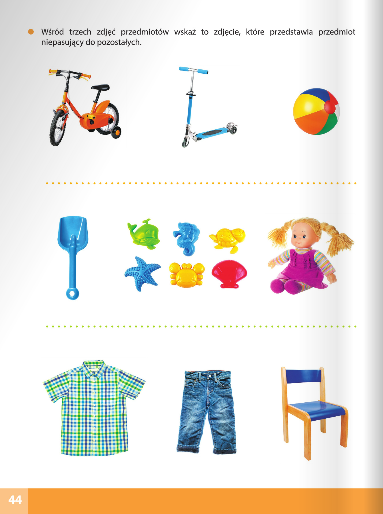 Wśród trzech zdjęć przedmiotów wskaż to zdjęcie, które przedstawia przedmiot
niepasujący do pozostałych.
44